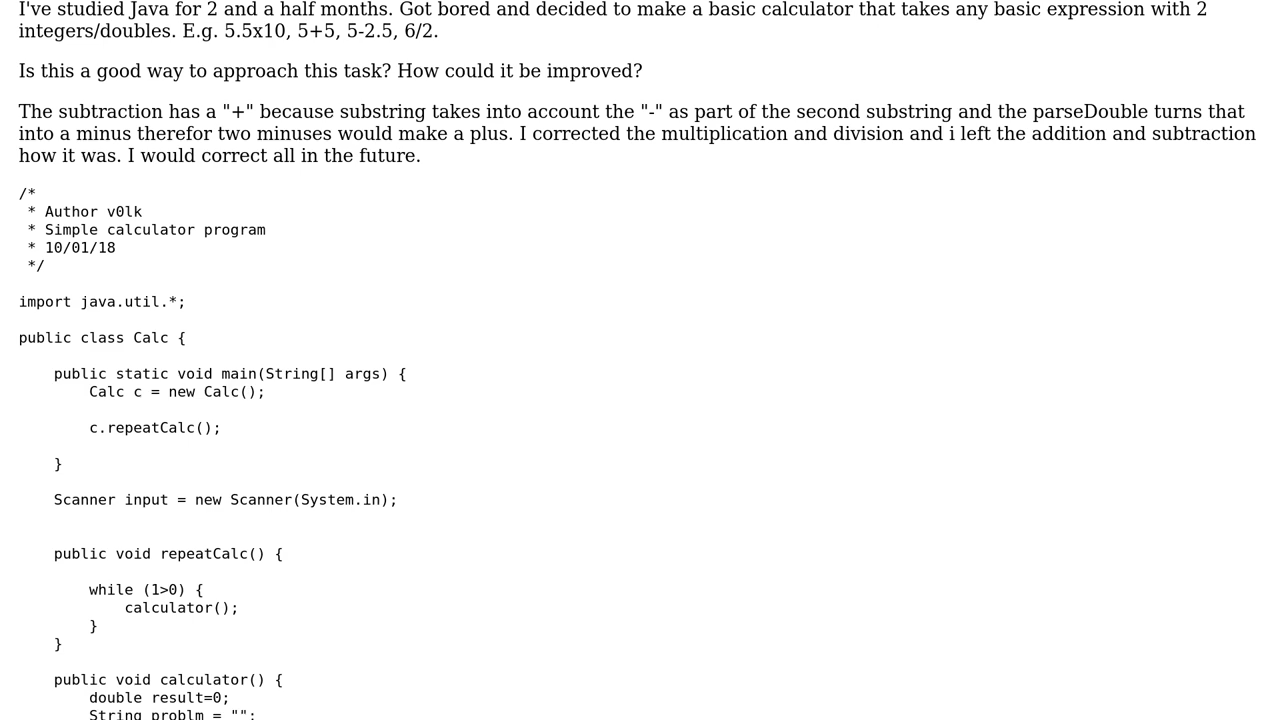 I've studied Java for 2 and a half months. Got bored and decided to make a basic calculator that takes any basic expression with 2
integers/doubles. E.g. 5.5x10, 5+5, 5-2.5, 6/2.
Is this a good way to approach this task? How could it be improved?
The subtraction has a "+" because substring takes into account the "-" as part of the second substring and the parseDouble turns that
into a minus therefor two minuses would make a plus. I corrected the multiplication and division and i left the addition and subtraction
how it was. I would correct all in the future.
/*
 * Author v0lk
 * Simple calculator program
 * 10/01/18
 */
import java.util.*;
public class Calc {
    public static void main(String[] args) {
        Calc c = new Calc();
        c.repeatCalc();
    }
    Scanner input = new Scanner(System.in);
    public void repeatCalc() {
        while (1>0) {
            calculator();
        }
    }
    public void calculator() {
        double result=0;
        String problm = "";